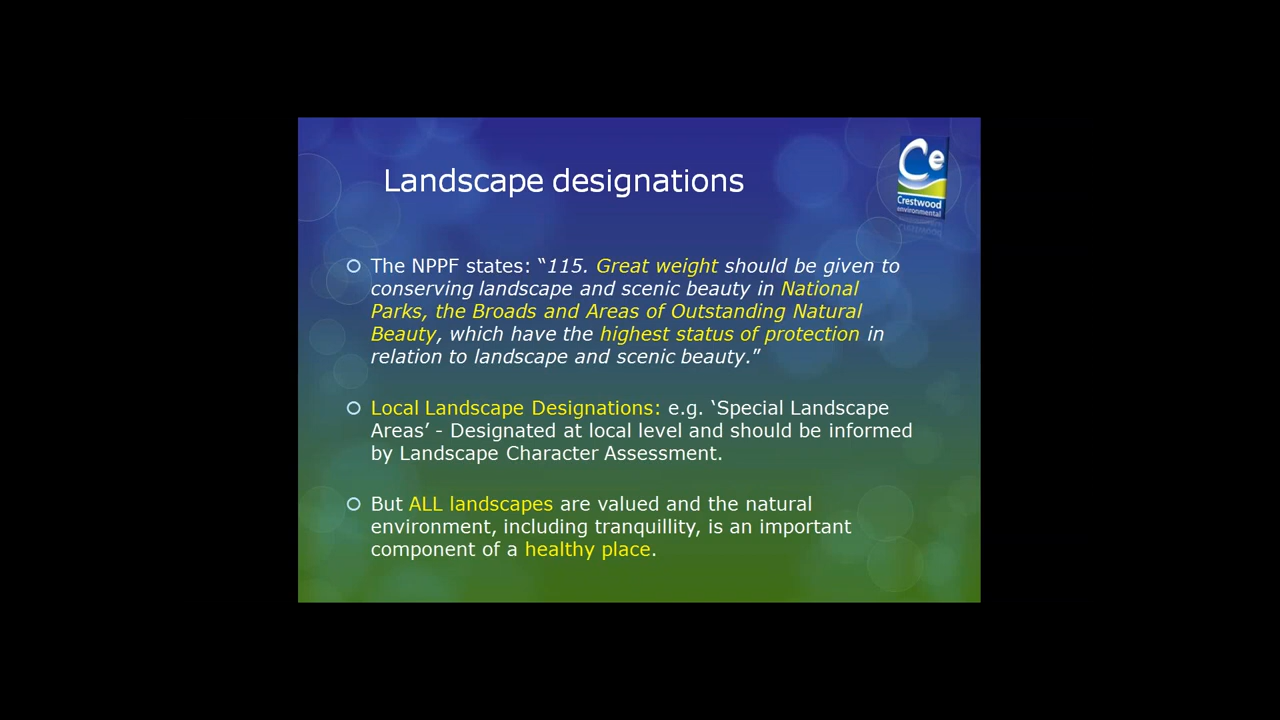 Landscape designations
Ce
Crestwood
environmental
The NPPF states: “115. Great weight should be given to
conserving landscape and scenic beauty in National
Parks, the Broads and Areas of Outstanding Natural
Beauty, which have the highest status of protection in
relation to landscape and scenic beauty.”
Local Landscape Designations: e.g. ‘Special Landscape
Areas’ - Designated at local level and should be informed
by Landscape Character Assessment.
But ALL landscapes are valued and the natural
environment, including tranquillity, is an important
component of a healthy place.